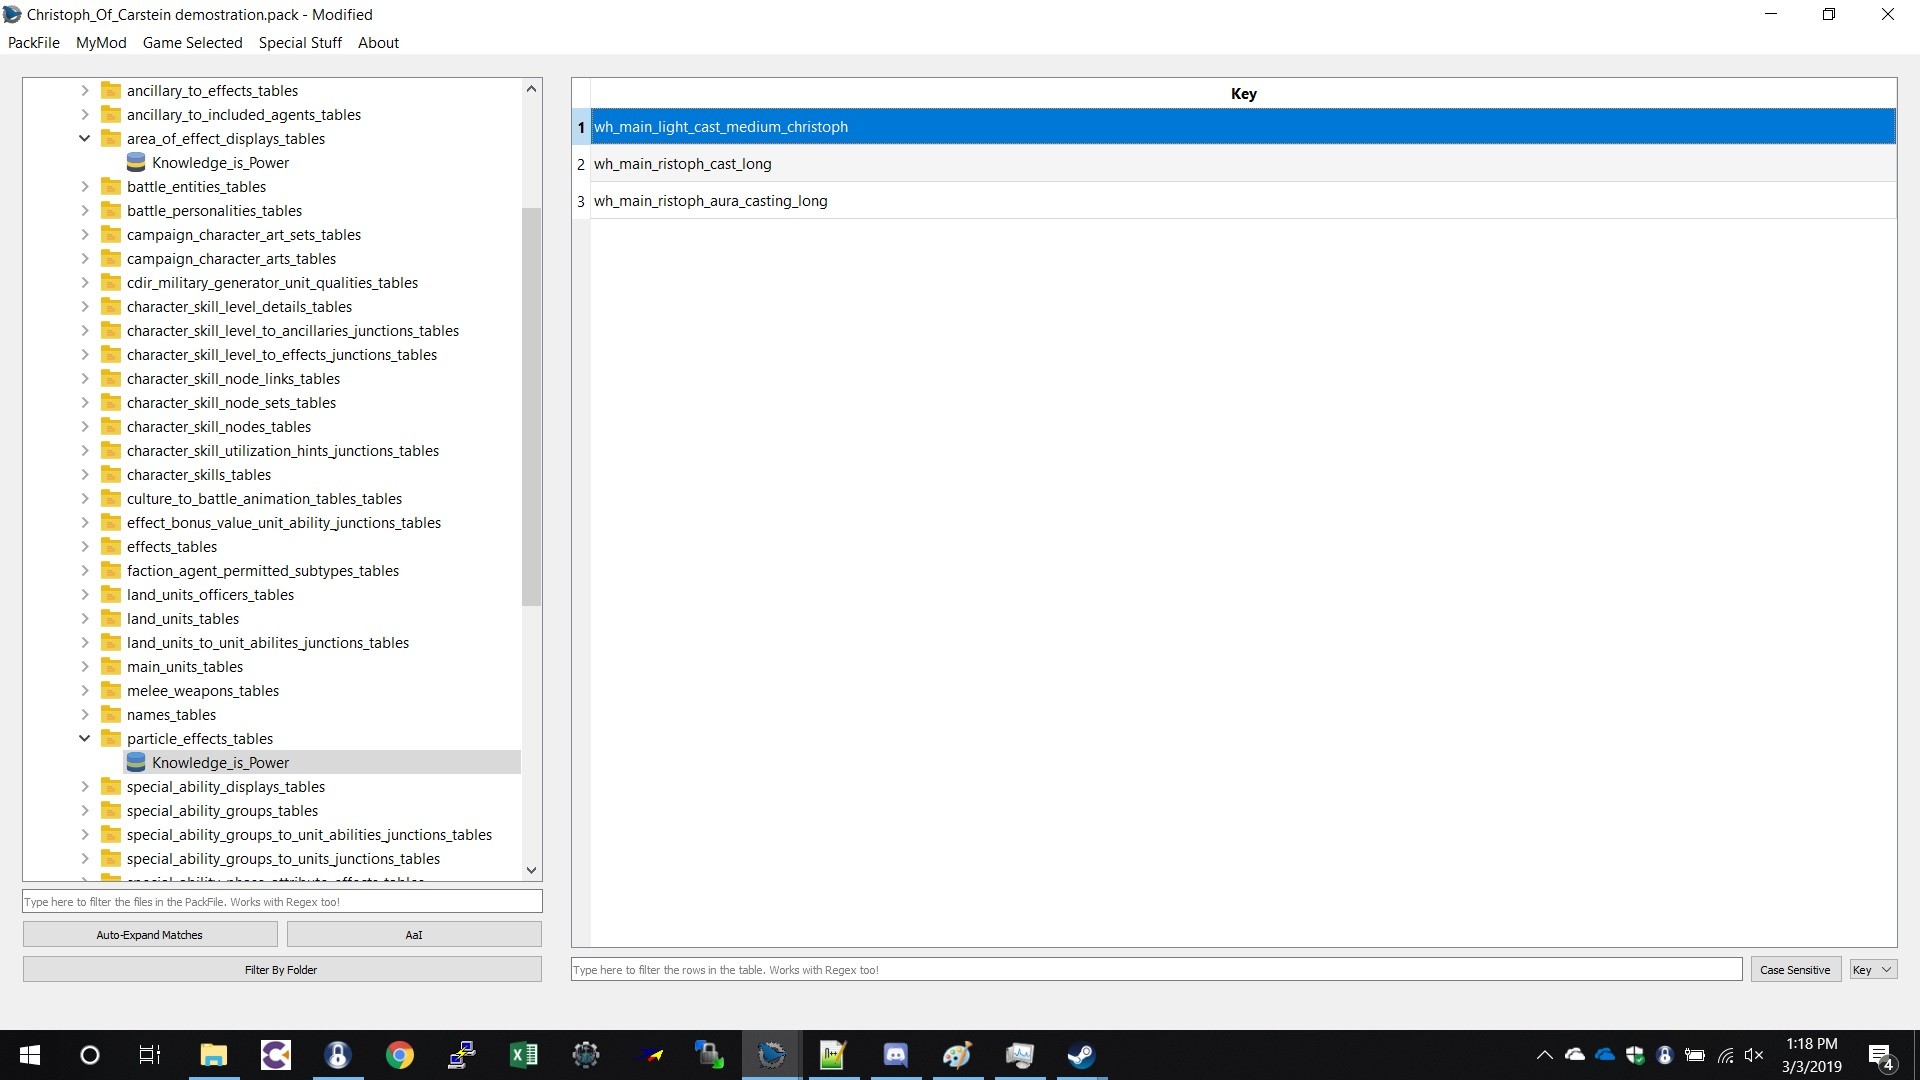 Christoph_Of_Carstein demostration.pack - Modified
PackFile MyMod Game Selected Special Stuff About
ancillary_to_effects_tables
ancillary_to_included_agents_tables
area_of_effect_displays_tables
Knowledge_is_Power
battle_entities_tables
battle_personalities_tables
campaign_character_art_sets_tables
campaign_character_arts_tables
cdir_military_generator_unit_qualities_tables
character_skill_level_details_tables
character_skill_level_to_ancillaries_junctions_tables
character_skill_level_to_effects_junctions_tables
character_skill_node_links_tables
character_skill_node_sets_tables
character_skill_nodes_tables
character_skill_utilization_hints_junctions_tables
character_skills_tables
culture_to_battle_animation_tables_tables
effect_bonus_value_unit_ability_junctions_tables
effects_tables
faction_agent_permitted_subtypes_tables
land_units_officers_tables
land_units_tables
land_units_to_unit_abilites_junctions_tables
main_units_tables
melee_weapons_tables
names_tables
particle_effects_tables
Knowledge_is_Power
special_ability_displays_tables
special_ability_groups_tables
special_ability_groups_to_unit_abilities_junctions_tables
special_ability_groups_to_units_junctions_tables
special_ability_phase_attribute_effects_tables
Type here to filter the files in the PackFile. Works with Regex too!
Auto-Expand Matches AaI
Filter By Folder
Key
1 wh_main_light_cast_medium_christoph
2 wh_main_ristoph_cast_long
3 wh_main_ristoph_aura_casting_long
Type here to filter the rows in the table. Works with Regex too!
Case Sensitive Key
1:18 PM
3/3/2019
4